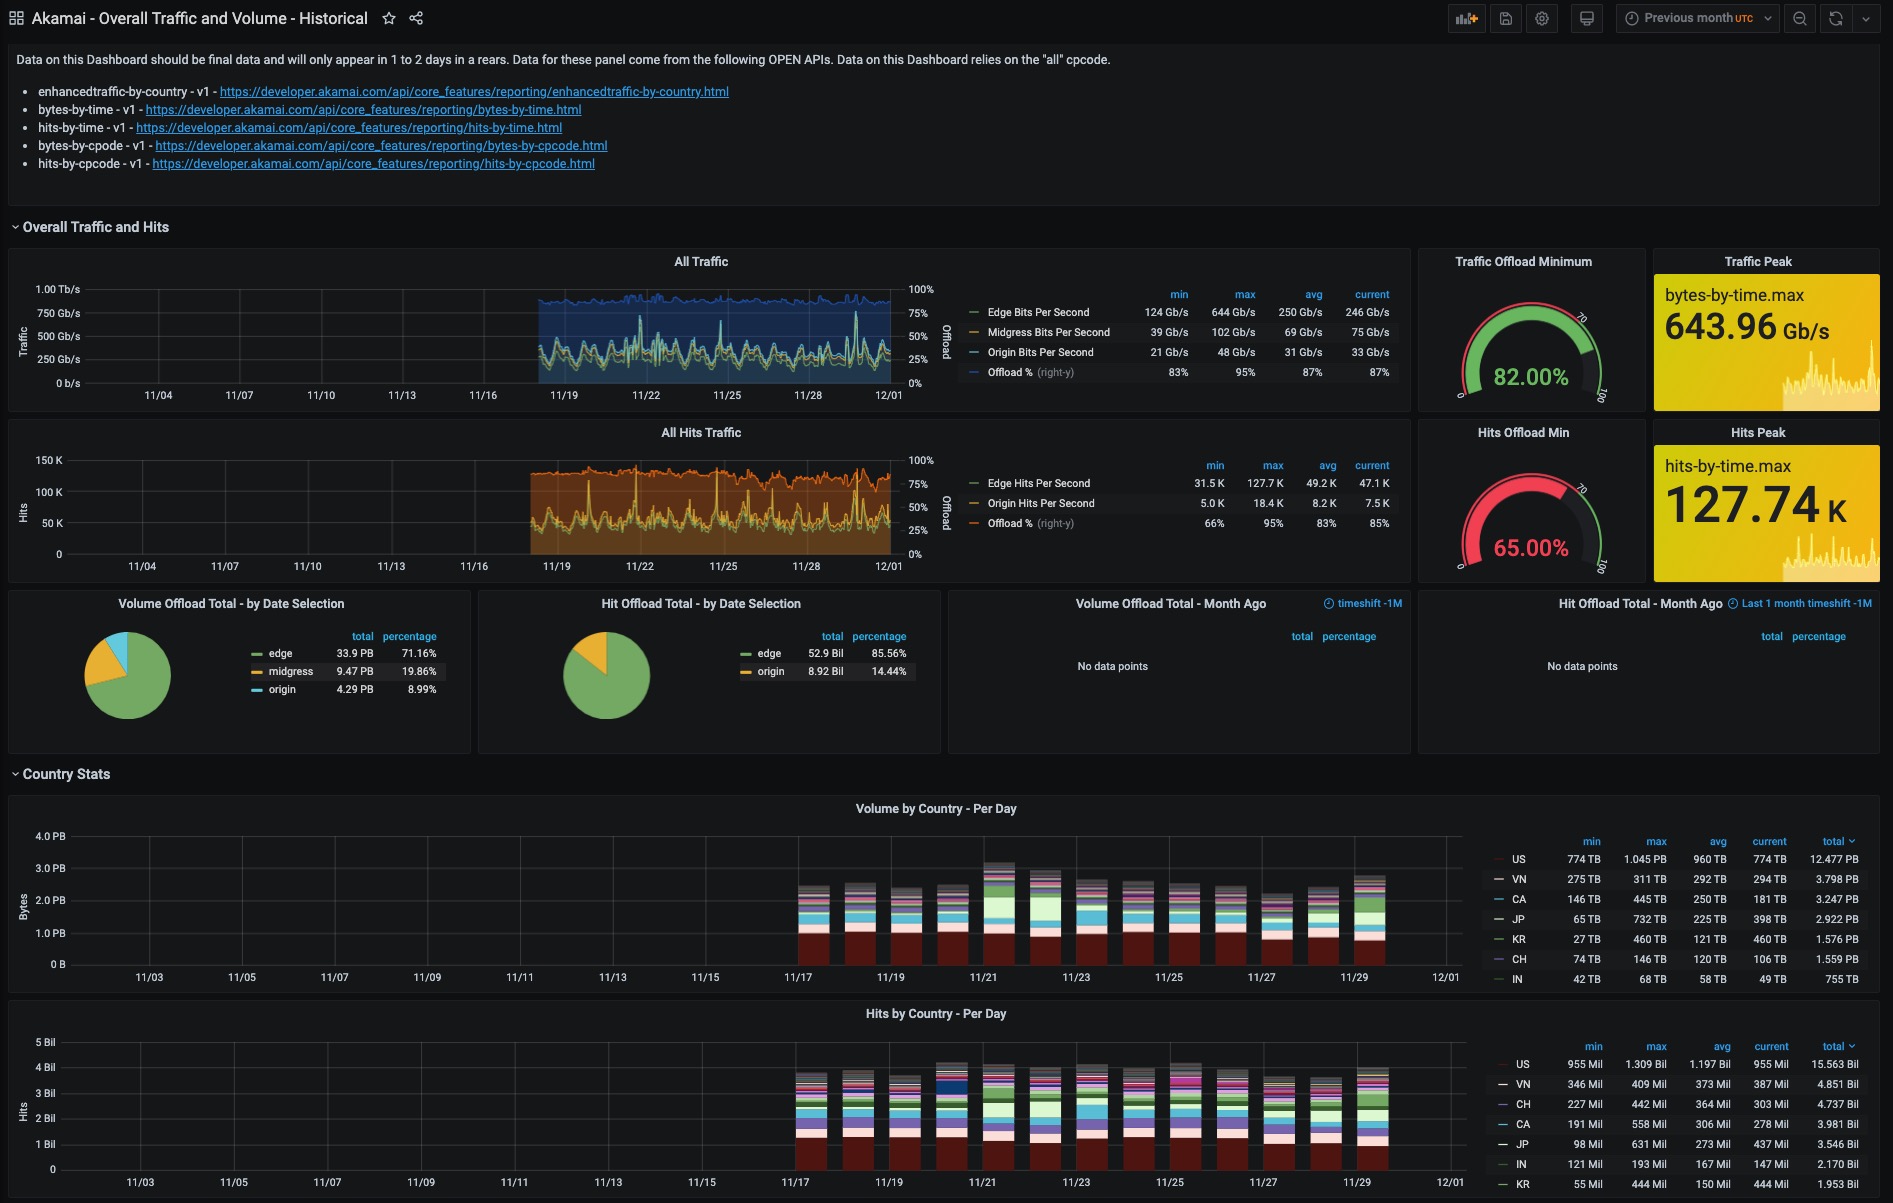 Akamai - Overall Traffic and Volume - Historical
Previous month UTC
Data on this Dashboard should be final data and will only appear in 1 to 2 days in a rears. Data for these panel come from the following OPEN APIs. Data on this Dashboard relies on the "all" cpcode.
• enhancedtraffic-by-country - v1 - https://developer.akamai.com/api/core_features/reporting/enhancedtraffic-by-country.html
• bytes-by-time - v1 - https://developer.akamai.com/api/core_features/reporting/bytes-by-time.html
• hits-by-time - v1 - https://developer.akamai.com/api/core_features/reporting/hits-by-time.html
• bytes-by-cpode - v1 - https://developer.akamai.com/api/core_features/reporting/bytes-by-cpcode.html
• hits-by-cpcode - v1 - https://developer.akamai.com/api/core_features/reporting/hits-by-cpcode.html
Overall Traffic and Hits
All Traffic
Traffic
1.00 Tb/s
750 Gb/s
500 Gb/s
250 Gb/s
0 b/s
100%
75%
50%
25%
0%
Offload
11/04 11/07 11/10 11/13 11/16 11/19 11/22 11/25 11/28 12/01
min max avg current
Edge Bits Per Second 124 Gb/s 644 Gb/s 250 Gb/s 246 Gb/s
Midgress Bits Per Second 39 Gb/s 102 Gb/s 69 Gb/s 75 Gb/s
Origin Bits Per Second 21 Gb/s 48 Gb/s 31 Gb/s 33 Gb/s
Offload % (right-y) 83% 95% 87% 87%
Traffic Offload Minimum
0
70
100
82.00%
Traffic Peak
bytes-by-time.max
643.96 Gb/s
All Hits Traffic
Hits
150 K
100 K
50 K
0
100%
75%
50%
25%
0%
Offload
11/04 11/07 11/10 11/13 11/16 11/19 11/22 11/25 11/28 12/01
min max avg current
Edge Hits Per Second 31.5 K 127.7 K 49.2 K 47.1 K
Origin Hits Per Second 5.0 K 18.4 K 8.2 K 7.5 K
Offload % (right-y) 66% 95% 83% 85%
Hits Offload Min
0
70
100
65.00%
Hits Peak
hits-by-time.max
127.74 K
Volume Offload Total - by Date Selection
total percentage
edge 33.9 PB 71.16%
midgress 9.47 PB 19.86%
origin 4.29 PB 8.99%
Hit Offload Total - by Date Selection
total percentage
edge 52.9 Bil 85.56%
origin 8.92 Bil 14.44%
Volume Offload Total - Month Ago
timeshift -1M
total percentage
No data points
Hit Offload Total - Month Ago
Last 1 month timeshift -1M
total percentage
No data points
Country Stats
Volume by Country - Per Day
Bytes
4.0 PB
3.0 PB
2.0 PB
1.0 PB
0 B
11/03 11/05 11/07 11/09 11/11 11/13 11/15 11/17 11/19 11/21 11/23 11/25 11/27 11/29 12/01
min max avg current total
US 774 TB 1.045 PB 960 TB 774 TB 12.477 PB
VN 275 TB 311 TB 292 TB 294 TB 3.798 PB
CA 146 TB 445 TB 250 TB 181 TB 3.247 PB
JP 65 TB 732 TB 225 TB 398 TB 2.922 PB
KR 27 TB 460 TB 121 TB 460 TB 1.576 PB
CH 74 TB 146 TB 120 TB 106 TB 1.559 PB
IN 42 TB 68 TB 58 TB 49 TB 755 TB
Hits by Country - Per Day
Hits
5 Bil
4 Bil
3 Bil
2 Bil
1 Bil
0
11/03 11/05 11/07 11/09 11/11 11/13 11/15 11/17 11/19 11/21 11/23 11/25 11/27 11/29 12/01
min max avg current total
US 955 Mil 1.309 Bil 1.197 Bil 955 Mil 15.563 Bil
VN 346 Mil 409 Mil 373 Mil 387 Mil 4.851 Bil
CH 227 Mil 442 Mil 364 Mil 303 Mil 4.737 Bil
CA 191 Mil 558 Mil 306 Mil 278 Mil 3.981 Bil
JP 98 Mil 631 Mil 273 Mil 437 Mil 3.546 Bil
IN 121 Mil 193 Mil 167 Mil 147 Mil 2.170 Bil
KR 55 Mil 444 Mil 150 Mil 444 Mil 1.953 Bil